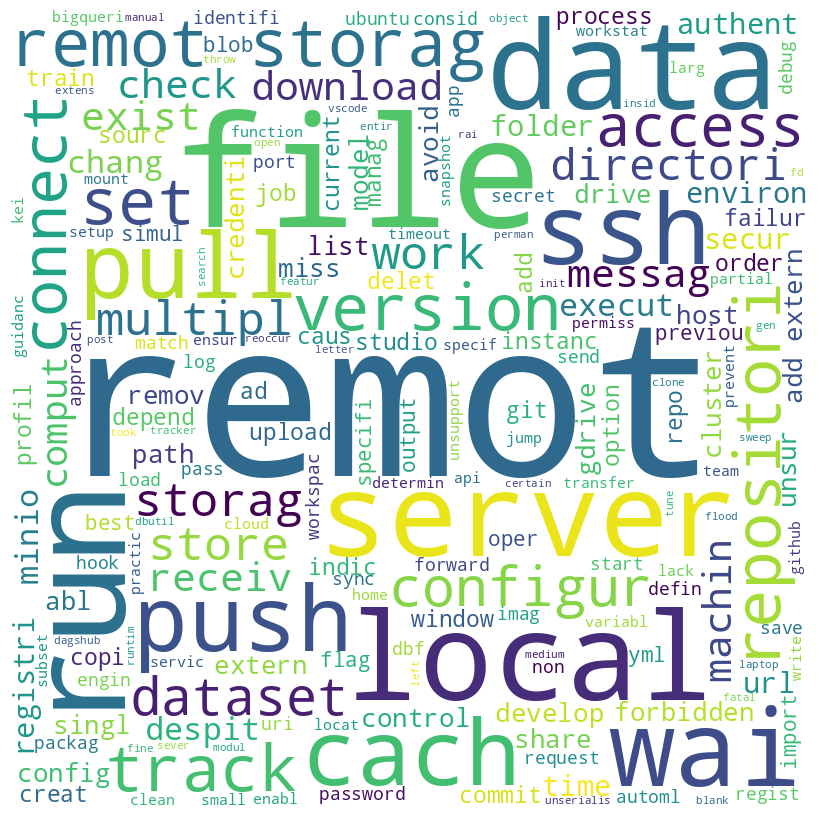 bigqueri manual identifi
ubuntu consid object process workstat authent
remot storag data
blob throw debug
train extens check download vscode app larg insid
exist file access
sourc function entir open rai current model manag avoid snapshot folder
chang port mount kei set credenti job secret directori
connect drive environ fd
setup simul list work timeout perman ssh failur
pull search featur miss delet add init messag secur order
guidanc multipl version execut host partial
approach post match ensur reoccur caus studio specif instanc permiss previou add extern
log remot letter send gen
profil comput remov ad git unsupport option gdrive cluster repo clone prevent repositori
depend upload specifi output jump
path took tracker pass workspac determin api transfer team sweep unsur
run load storag server certain tune
minio best dbutil cloud oper flood
hook practic store indic forward start lack github
abl receiv sync home configur defin machin
registri subset dagshub runtim push window imag variabl save
copi servic local medium non yml laptop url write import
engin extern flag dbf left
singl dataset despit uri locat control develop forbidden
packag fine sever modul share request fatal wai
config track cach time
creat clean small enabl password commit unserialis automl blank regist